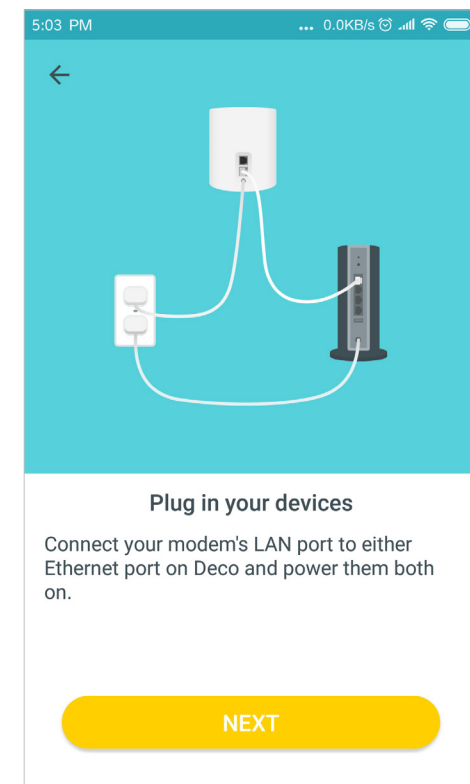 5:03 PM ... 0.0KB/s
Plug in your devices
Connect your modem's LAN port to either
Ethernet port on Deco and power them both
on.
NEXT